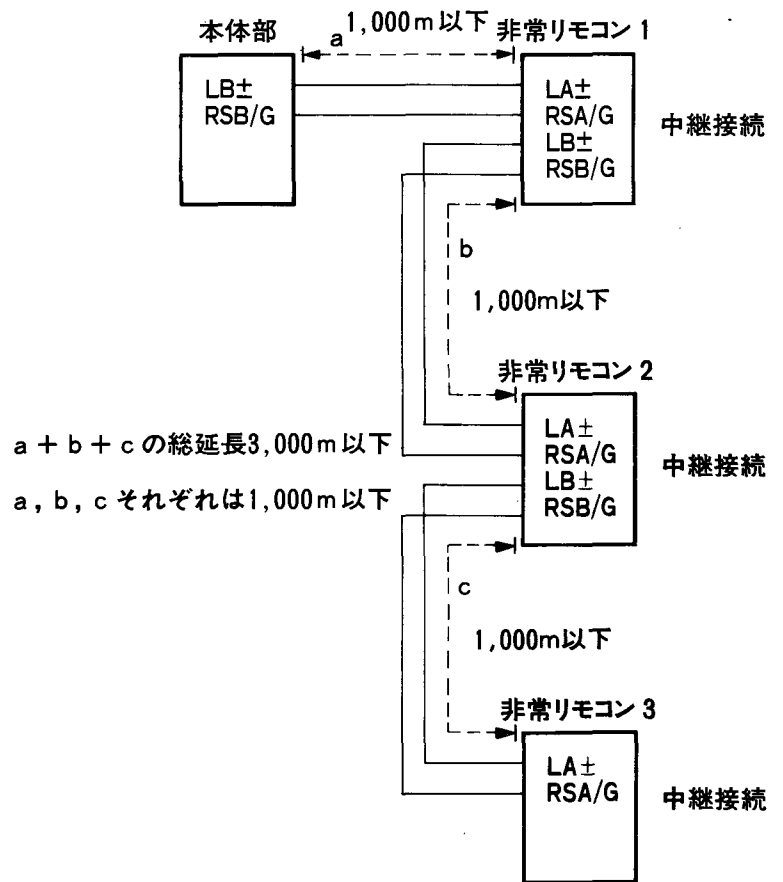 本体部
a 1,000m以下
非常リモコン 1
LB±
RSB/G
LA±
RSA/G
LB±
RSB/G
中継接続
b
1,000m以下
非常リモコン 2
a + b + c の総延長3,000m以下
a , b , c それぞれは1,000m以下
LA±
RSA/G
LB±
RSB/G
中継接続
c
1,000m以下
非常リモコン 3
LA±
RSA/G
中継接続